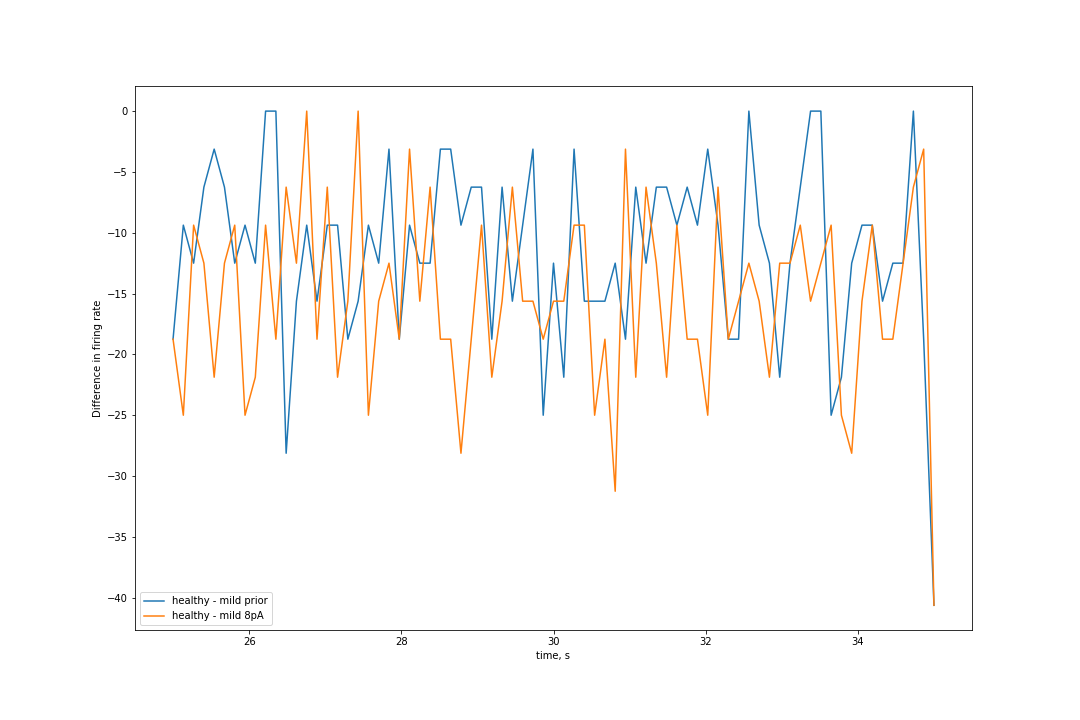 0
−5
−10
−15
−20
−25
−30
−35
−40
Difference in firing rate
healthy - mild prior
healthy - mild 8pA
26 28 30 32 34
time, s